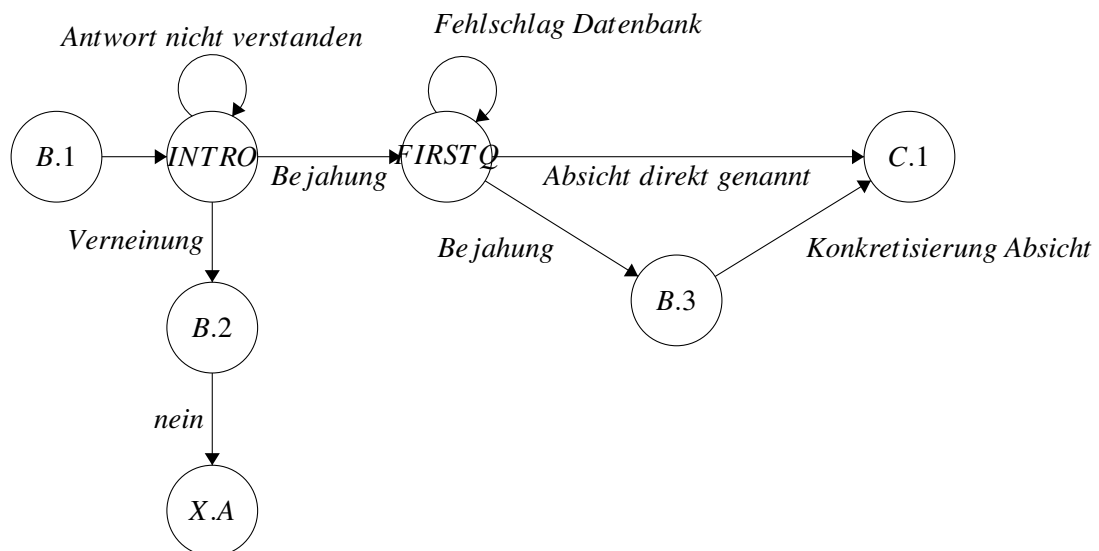 Antwort nicht verstanden
Fehlschlag Datenbank
B.1
INTRO
Bejahung
FIRSTQ
Absicht direkt genannt
C.1
Verneinung
Bejahung
Konkretisierung Absicht
B.3
B.2
nein
X.A